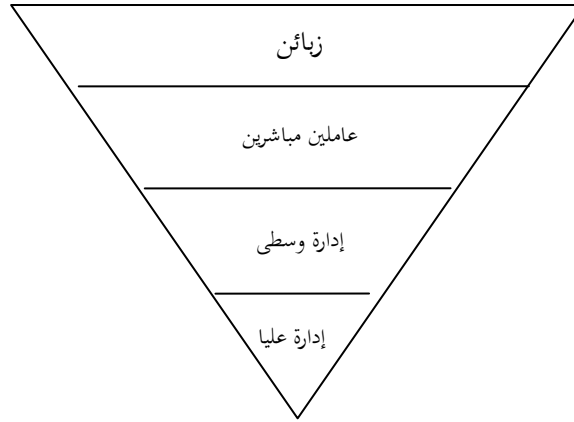 زبائن
عاملين مباشرين
إدارة وسطى
إدارة عليا